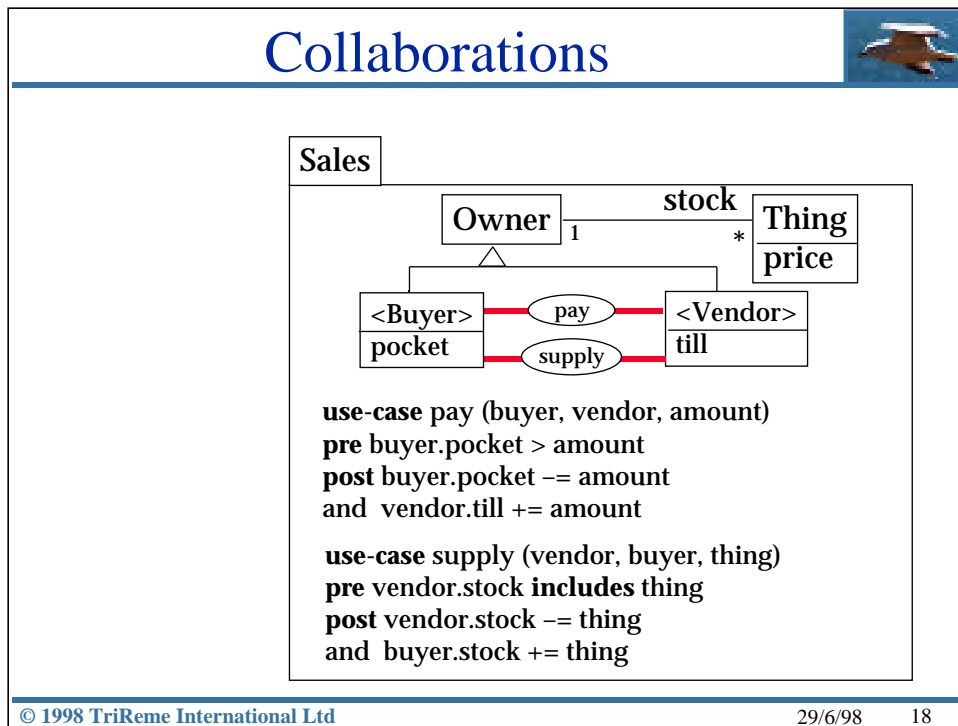 Collaborations
Sales
Owner
1
stock
*
Thing
price
<Buyer>
pocket
pay
supply
<Vendor>
till
use-case pay (buyer, vendor, amount)
pre buyer.pocket > amount
post buyer.pocket –= amount
and vendor.till += amount
use-case supply (vendor, buyer, thing)
pre vendor.stock includes thing
post vendor.stock –= thing
and buyer.stock += thing
© 1998 TriReme International Ltd
29/6/98 18